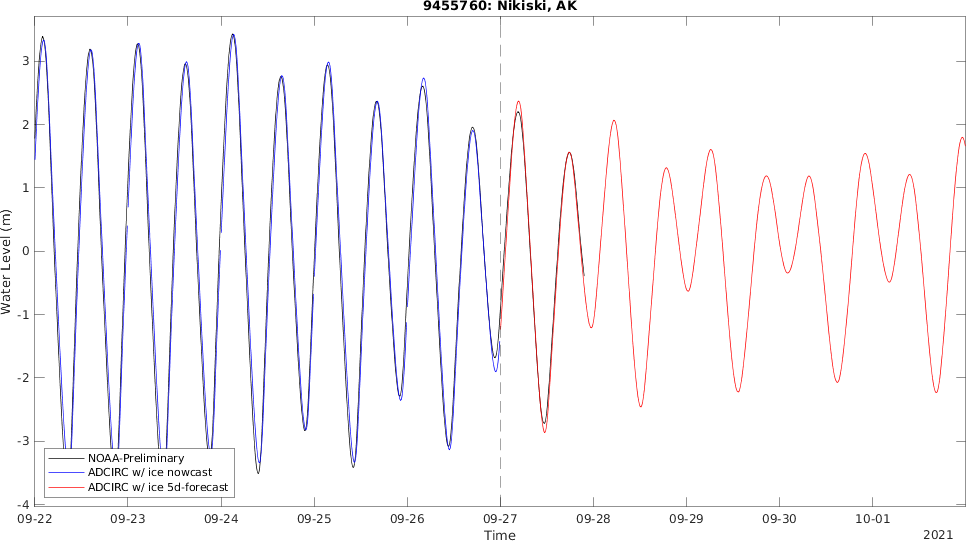 9455760: Nikiski, AK
Water Level (m)
3
2
1
0
-1
-2
-3
-4
NOAA-Preliminary
ADCIRC w/ ice nowcast
ADCIRC w/ ice 5d-forecast
09-22 09-23 09-24 09-25 09-26 09-27 09-28 09-29 09-30 10-01
Time
2021